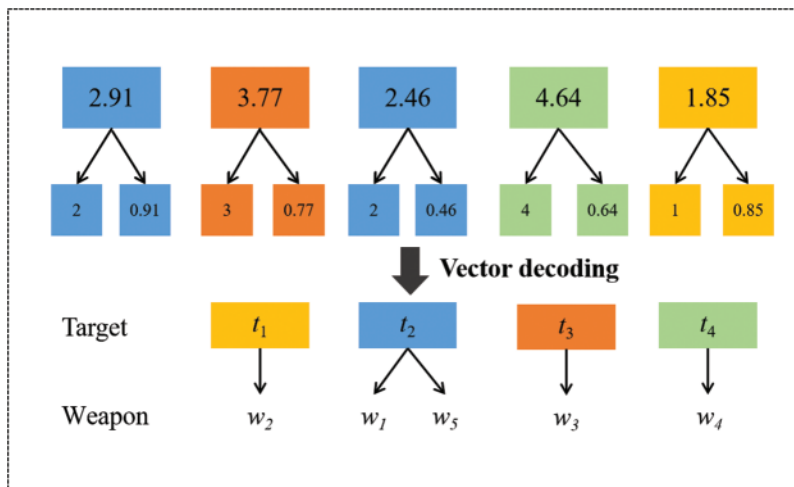 2.91 3.77 2.46 4.64 1.85
2 0.91 3 0.77 2 0.46 4 0.64 1 0.85
Vector decoding
Target t₁ t₂ t₃ t₄
Weapon w₂ w₁ w₅ w₃ w₄